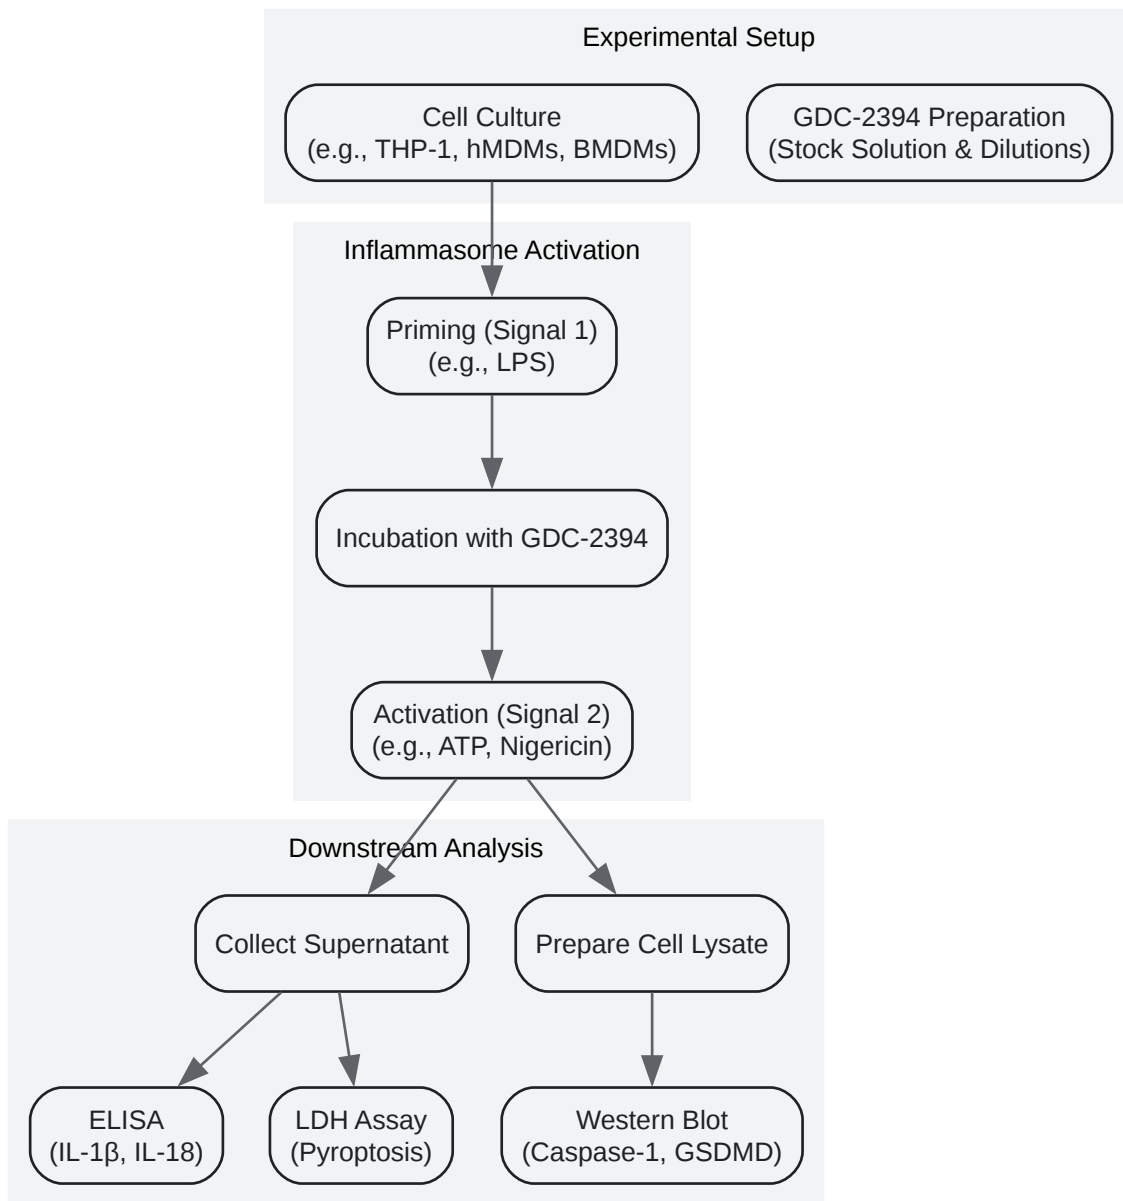 Experimental Setup
Cell Culture
(e.g., THP-1, hMDMs, BMDMs)
GDC-2394 Preparation
(Stock Solution & Dilutions)
Inflammasome Activation
Priming (Signal 1)
(e.g., LPS)
Incubation with GDC-2394
Activation (Signal 2)
(e.g., ATP, Nigericin)
Downstream Analysis
Collect Supernatant
Prepare Cell Lysate
ELISA
(IL-1β, IL-18)
LDH Assay
(Pyroptosis)
Western Blot
(Caspase-1, GSDMD)